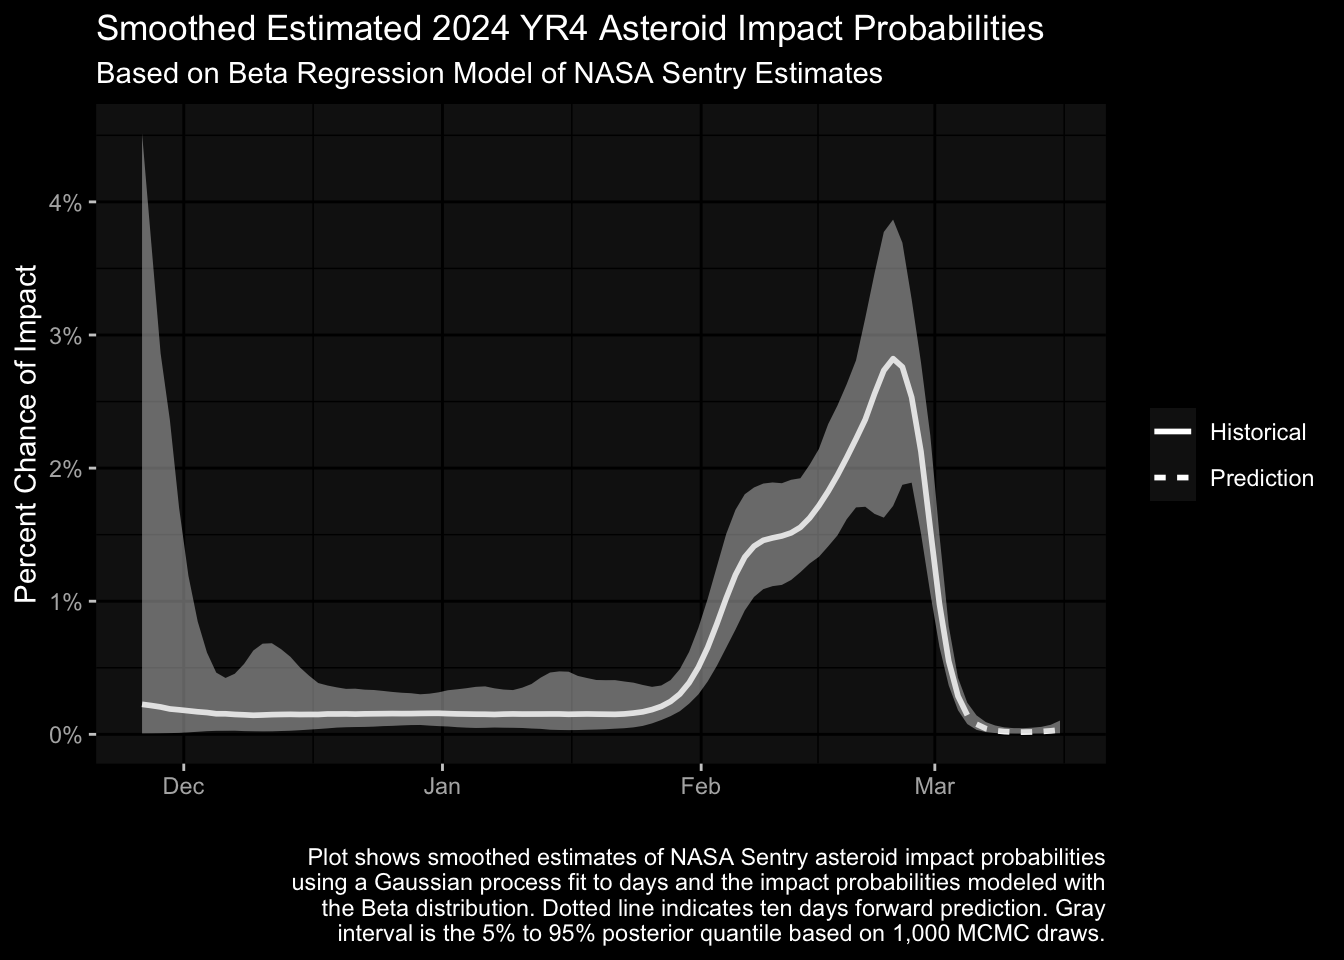 Smoothed Estimated 2024 YR4 Asteroid Impact Probabilities
Based on Beta Regression Model of NASA Sentry Estimates
Percent Chance of Impact
4%
3%
2%
1%
0%
Dec
Jan
Feb
Mar
Historical
Prediction
Plot shows smoothed estimates of NASA Sentry asteroid impact probabilities
using a Gaussian process fit to days and the impact probabilities modeled with
the Beta distribution. Dotted line indicates ten days forward prediction. Gray
interval is the 5% to 95% posterior quantile based on 1,000 MCMC draws.